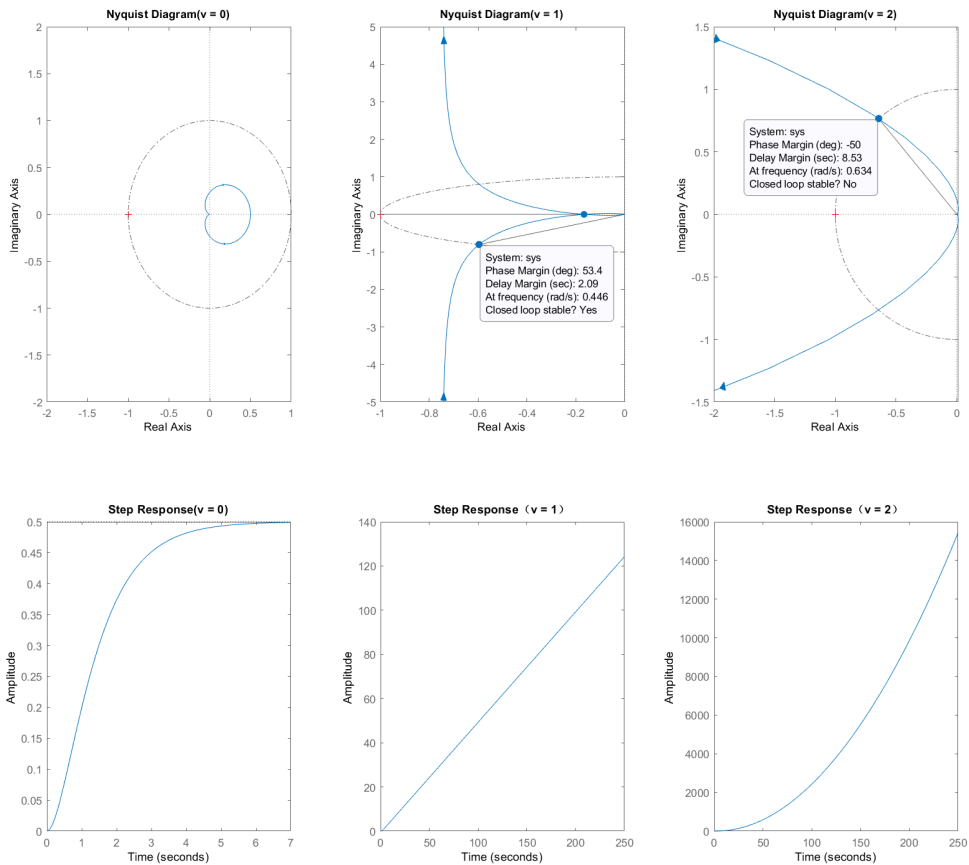 Nyquist Diagram(v = 0)
2
1.5
1
0.5
0
-0.5
-1
-1.5
-2
-2 -1.5 -1 -0.5 0 0.5 1
Real Axis
Imaginary Axis
Nyquist Diagram(v = 1)
5
4
3
2
1
0
-1
-2
-3
-4
-5
-1 -0.8 -0.6 -0.4 -0.2 0
Real Axis
Imaginary Axis
System: sys
Phase Margin (deg): 53.4
Delay Margin (sec): 2.09
At frequency (rad/s): 0.446
Closed loop stable? Yes
Nyquist Diagram(v = 2)
1.5
1
0.5
0
-0.5
-1
-1.5
-2 -1.5 -1 -0.5 0
Real Axis
Imaginary Axis
System: sys
Phase Margin (deg): -50
Delay Margin (sec): 8.53
At frequency (rad/s): 0.634
Closed loop stable? No
Step Response(v = 0)
0.5
0.45
0.4
0.35
0.3
0.25
0.2
0.15
0.1
0.05
0
0 1 2 3 4 5 6 7
Time (seconds)
Amplitude
Step Response（v = 1）
140
120
100
80
60
40
20
0
0 50 100 150 200 250
Time (seconds)
Amplitude
Step Response（v = 2）
16000
14000
12000
10000
8000
6000
4000
2000
0
0 50 100 150 200 250
Time (seconds)
Amplitude